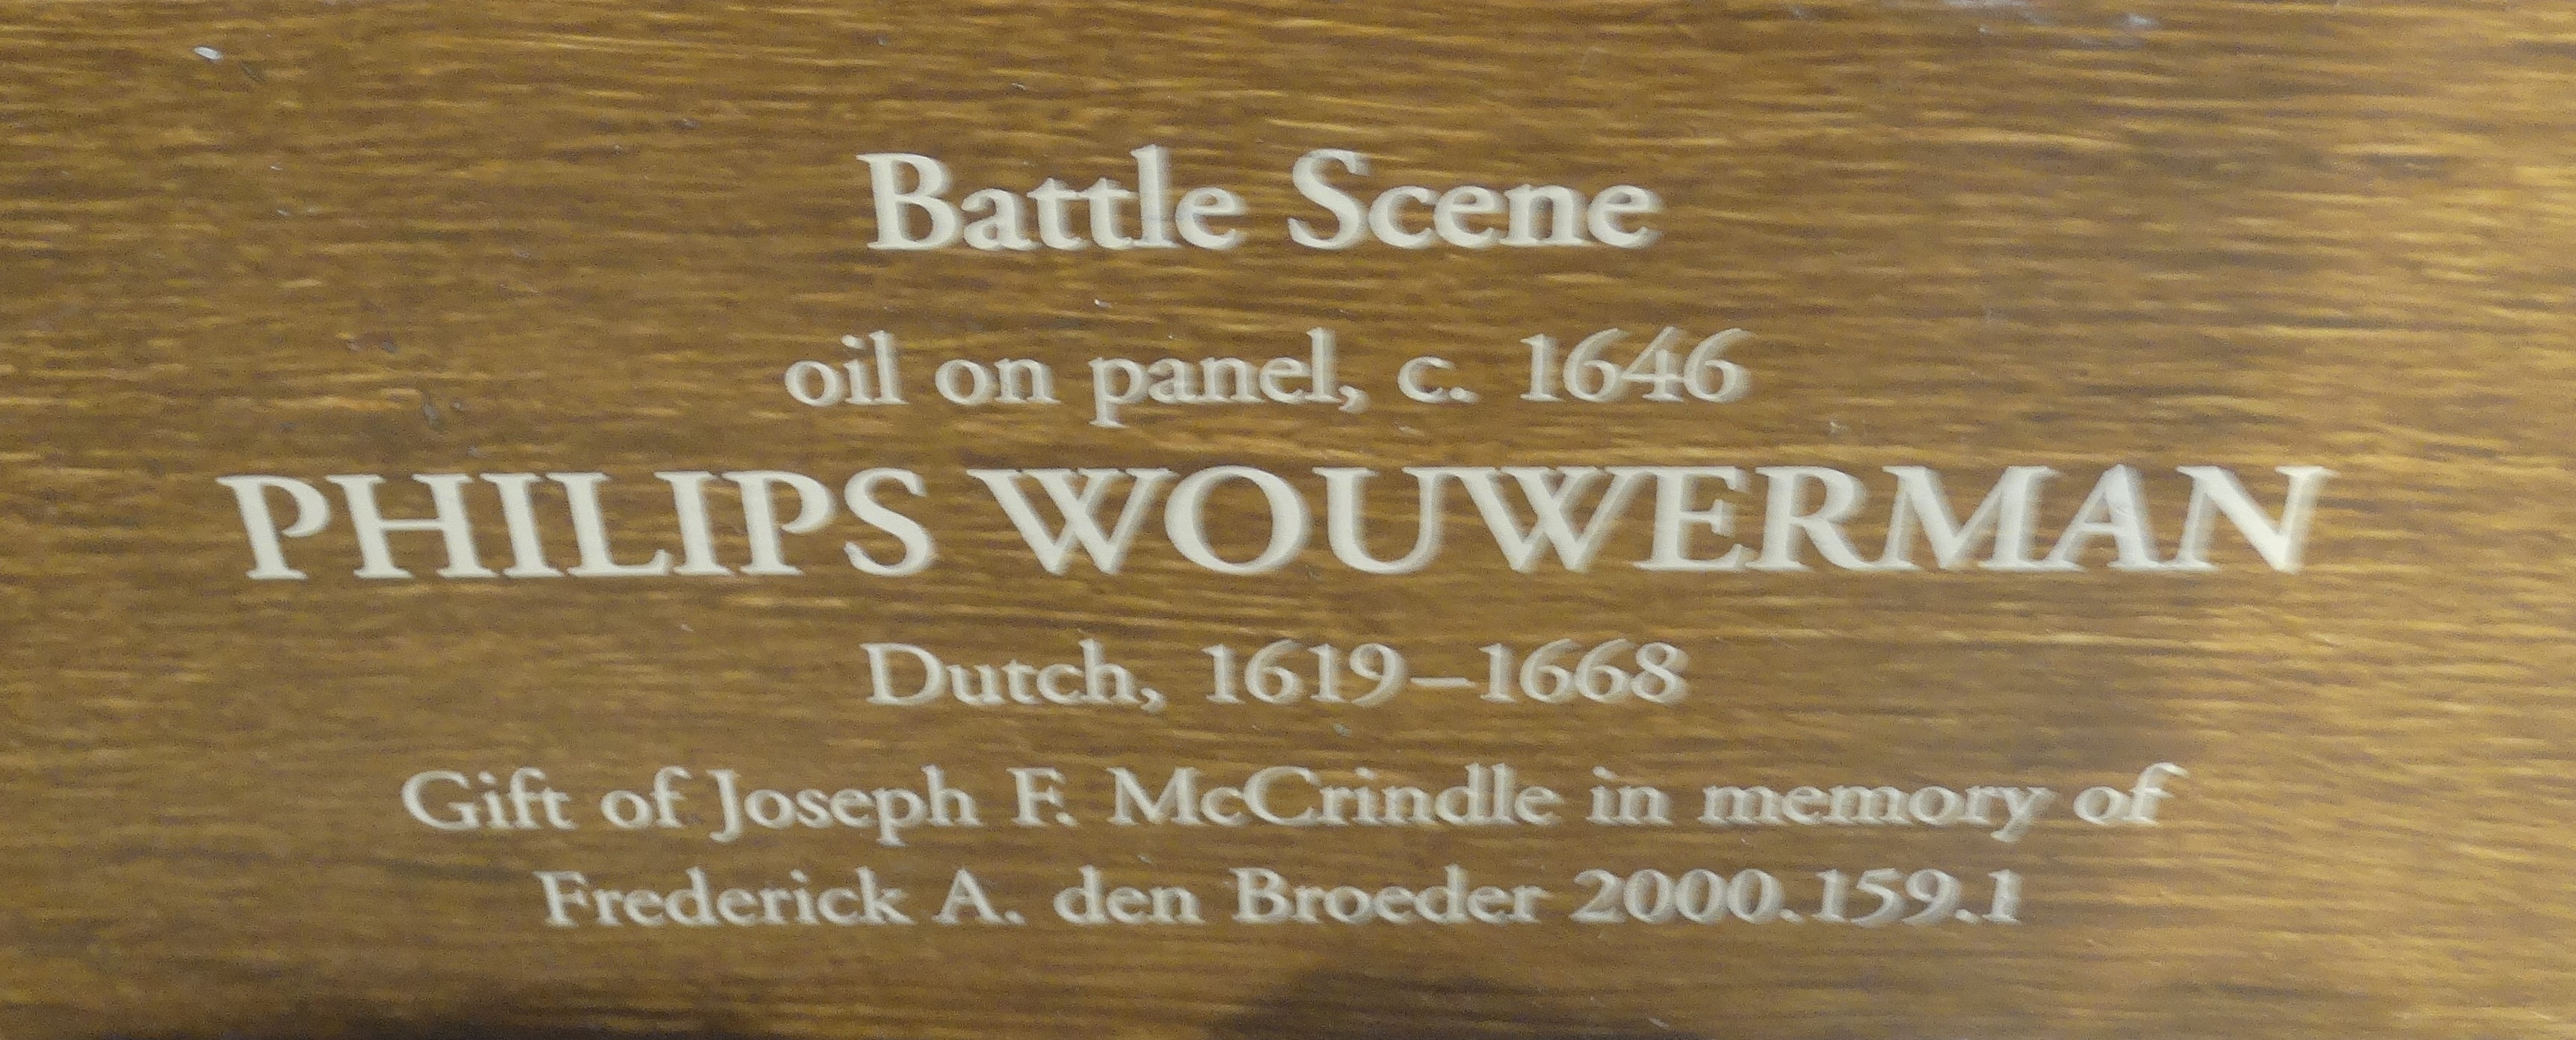 Battle Scene
oil on panel, c. 1646
PHILIPS WOUWERMAN
Dutch, 1619–1668
Gift of Joseph F. McCrindle in memory of
Frederick A. den Broeder 2000.159.1